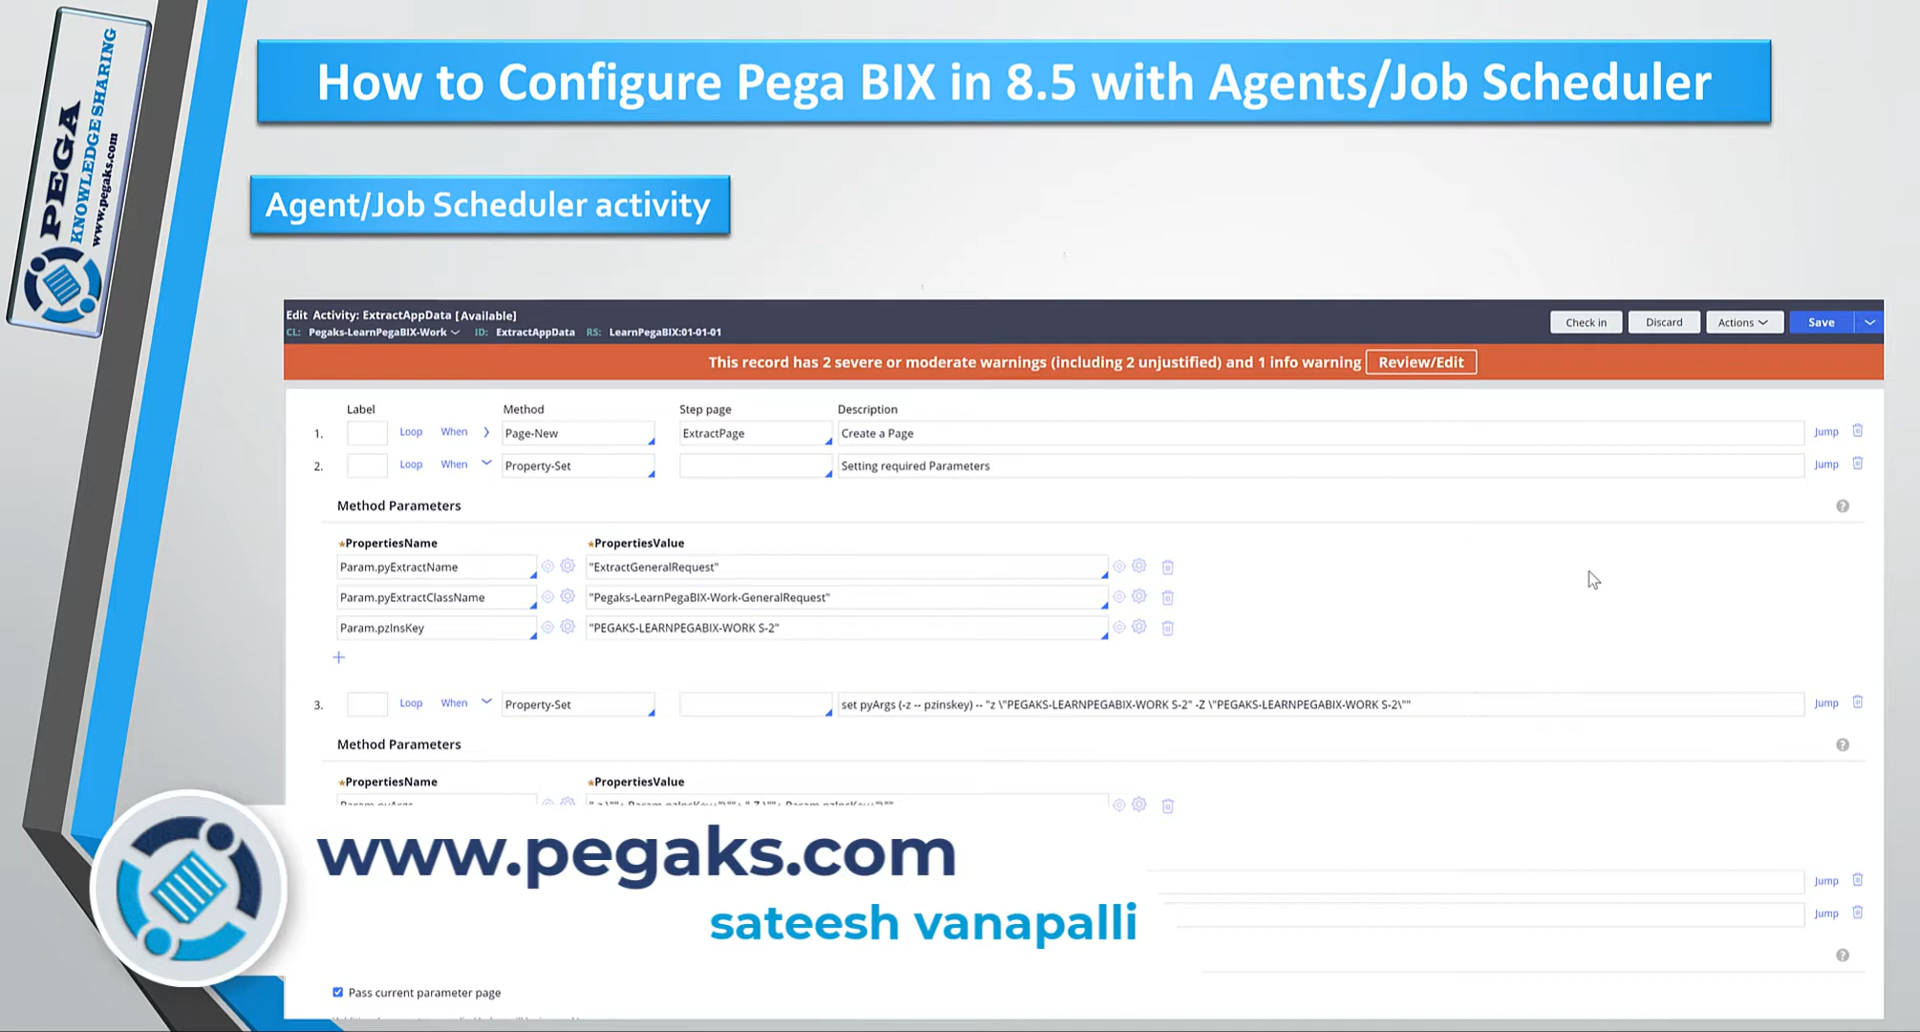 PEGA
KNOWLEDGE SHARING
www.pegaks.com
How to Configure Pega BIX in 8.5 with Agents/Job Scheduler
Agent/Job Scheduler activity
Edit Activity: ExtractAppData [Available]
CL: Pegaks-LearnPegaBIX-Work ID: ExtractAppData RS: LearnPegaBIX:01-01-01
Check in Discard Actions Save
This record has 2 severe or moderate warnings (including 2 unjustified) and 1 info warning Review/Edit
Label Method Step page Description
1. Loop When Page-New ExtractPage Create a Page Jump
2. Loop When Property-Set Setting required Parameters Jump
Method Parameters
*PropertiesName *PropertiesValue
Param.pyExtractName "ExtractGeneralRequest"
Param.pyExtractClassName "Pegaks-LearnPegaBIX-Work-GeneralRequest"
Param.pzInsKey "PEGAKS-LEARNPEGABIX-WORK S-2"
3. Loop When Property-Set set pyArgs (-z -- pzinskey) -- "z \"PEGAKS-LEARNPEGABIX-WORK S-2" -Z \"PEGAKS-LEARNPEGABIX-WORK S-2\"" Jump
Method Parameters
*PropertiesName *PropertiesValue
www.pegaks.com
Jump
sateesh vanapalli
Jump
Pass current parameter page